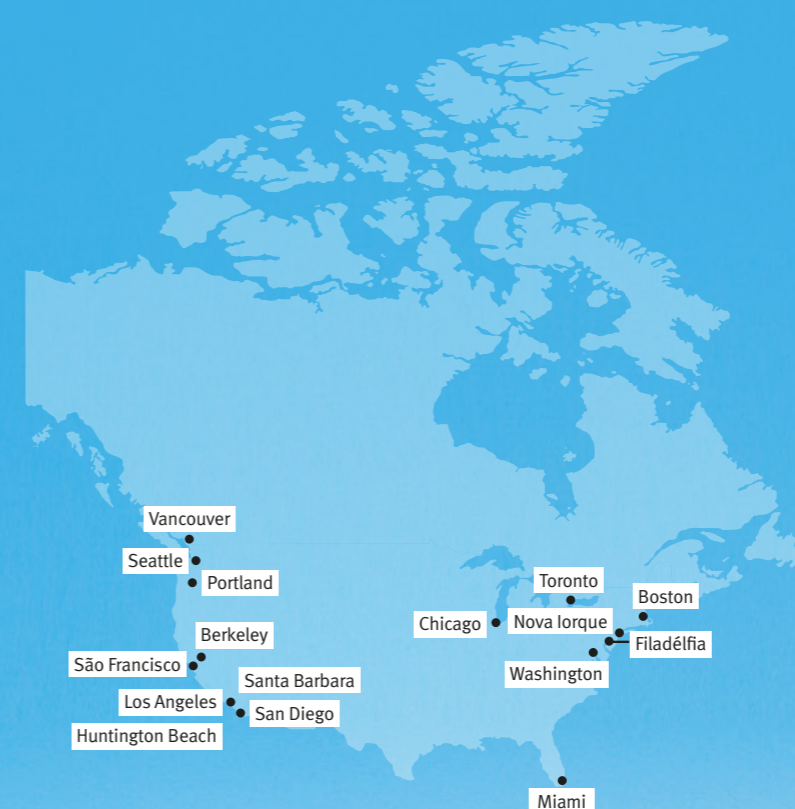 Vancouver
Seattle
Portland
Toronto
Boston
Chicago
Nova Iorque
Berkeley
Filadélfia
São Francisco
Washington
Santa Barbara
Los Angeles
San Diego
Huntington Beach
Miami